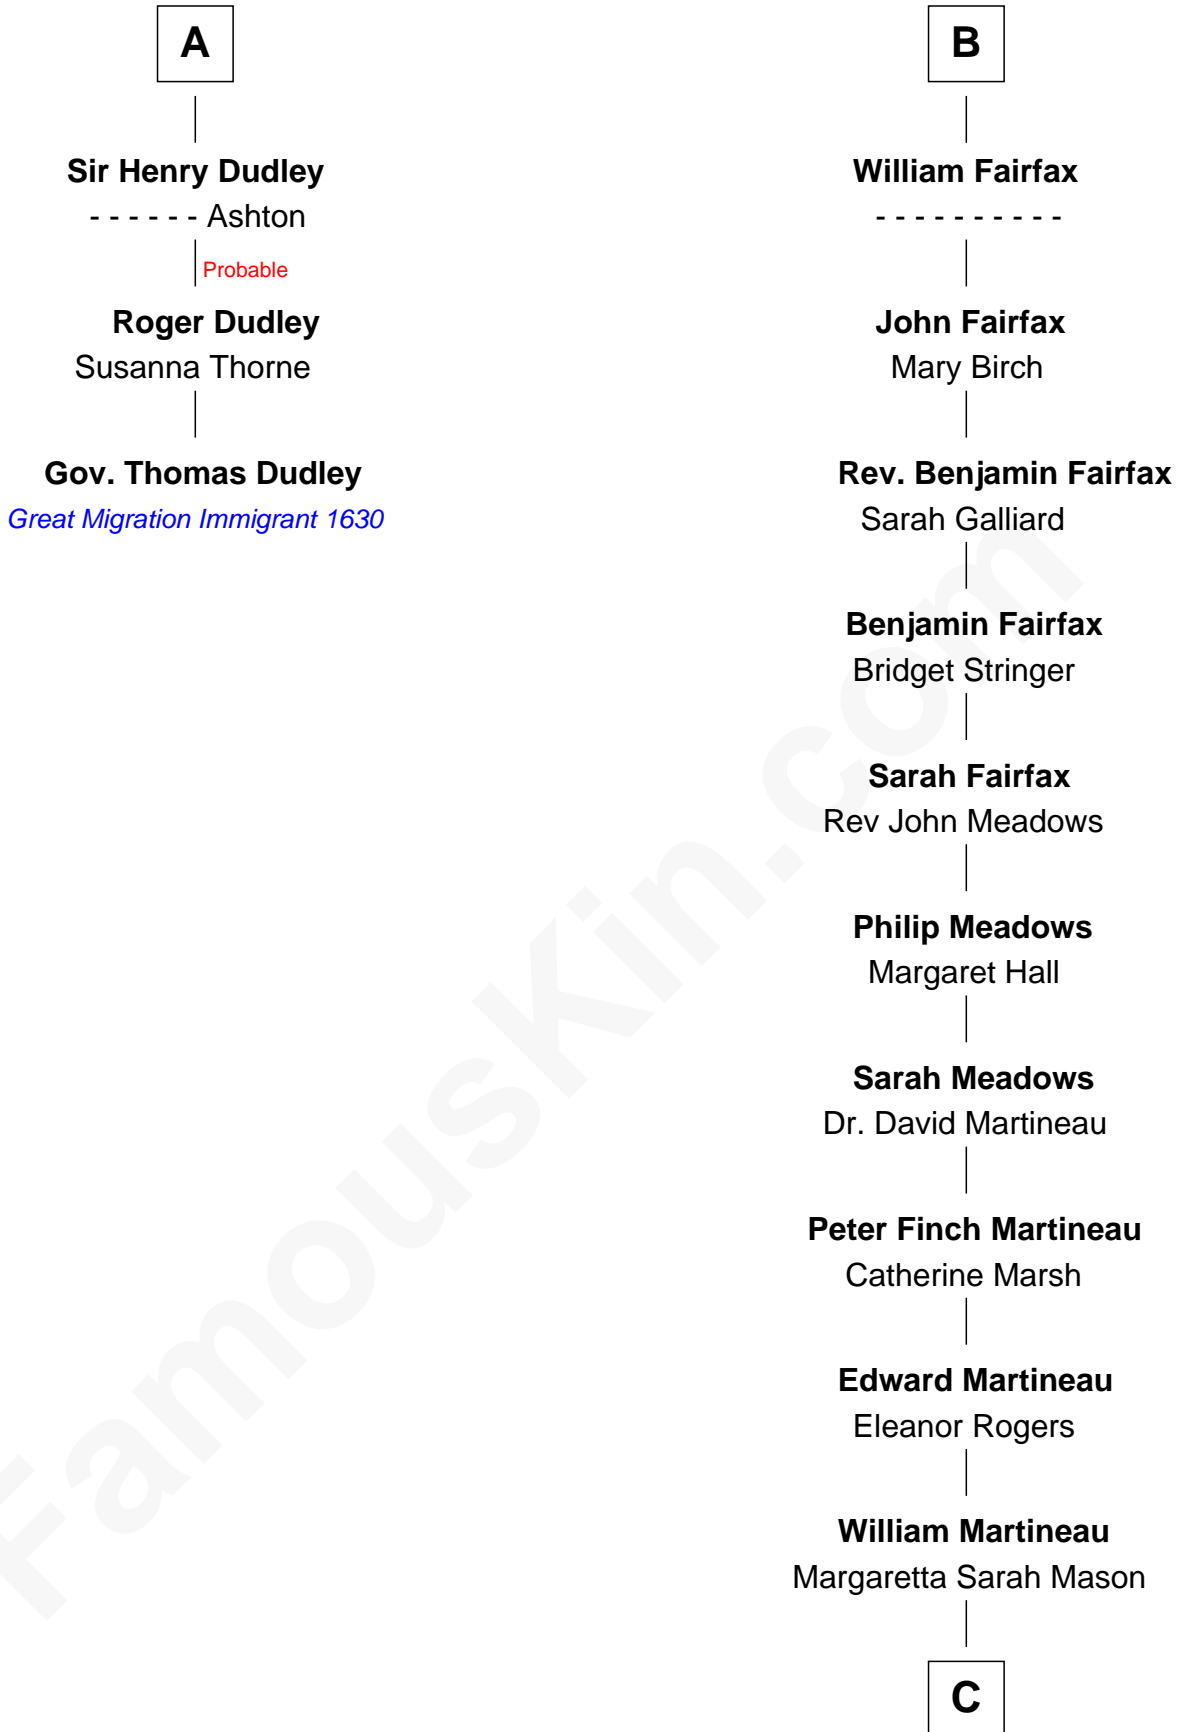 A
Sir Henry Dudley
- - - - - - Ashton
Probable
Roger Dudley
Susanna Thorne
Gov. Thomas Dudley
Great Migration Immigrant 1630
B
William Fairfax
- - - - - - - - - -
John Fairfax
Mary Birch
Rev. Benjamin Fairfax
Sarah Galliard
Benjamin Fairfax
Bridget Stringer
Sarah Fairfax
Rev John Meadows
Philip Meadows
Margaret Hall
Sarah Meadows
Dr. David Martineau
Peter Finch Martineau
Catherine Marsh
Edward Martineau
Eleanor Rogers
William Martineau
Margaretta Sarah Mason
C
FamousKin.com